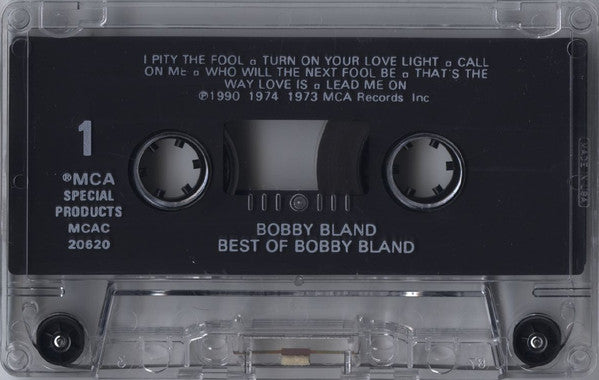 I PITY THE FOOL ▫ TURN ON YOUR LOVE LIGHT ▫ CALL
ON ME ▫ WHO WILL THE NEXT FOOL BE ▫ THAT'S THE
WAY LOVE IS ▫ LEAD ME ON
℗1990 1974 1973 MCA Records Inc
1
®MCA
SPECIAL
PRODUCTS
MCAC
20620
BOBBY BLAND
BEST OF BOBBY BLAND